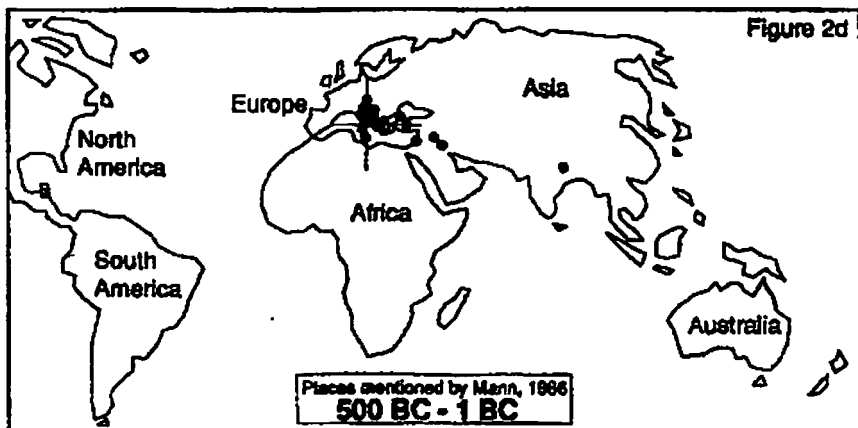 Figure 2d
Europe
Asia
North
America
Africa
South
America
Australia
Places mentioned by Mann, 1986
500 BC - 1 BC